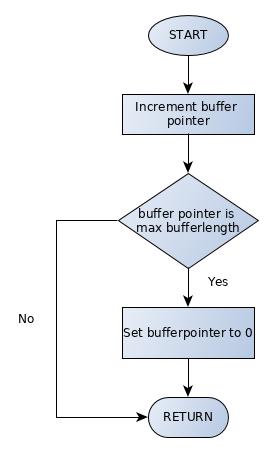 START
Increment buffer
pointer
buffer pointer is
max bufferlength
Yes
No
Set bufferpointer to 0
RETURN